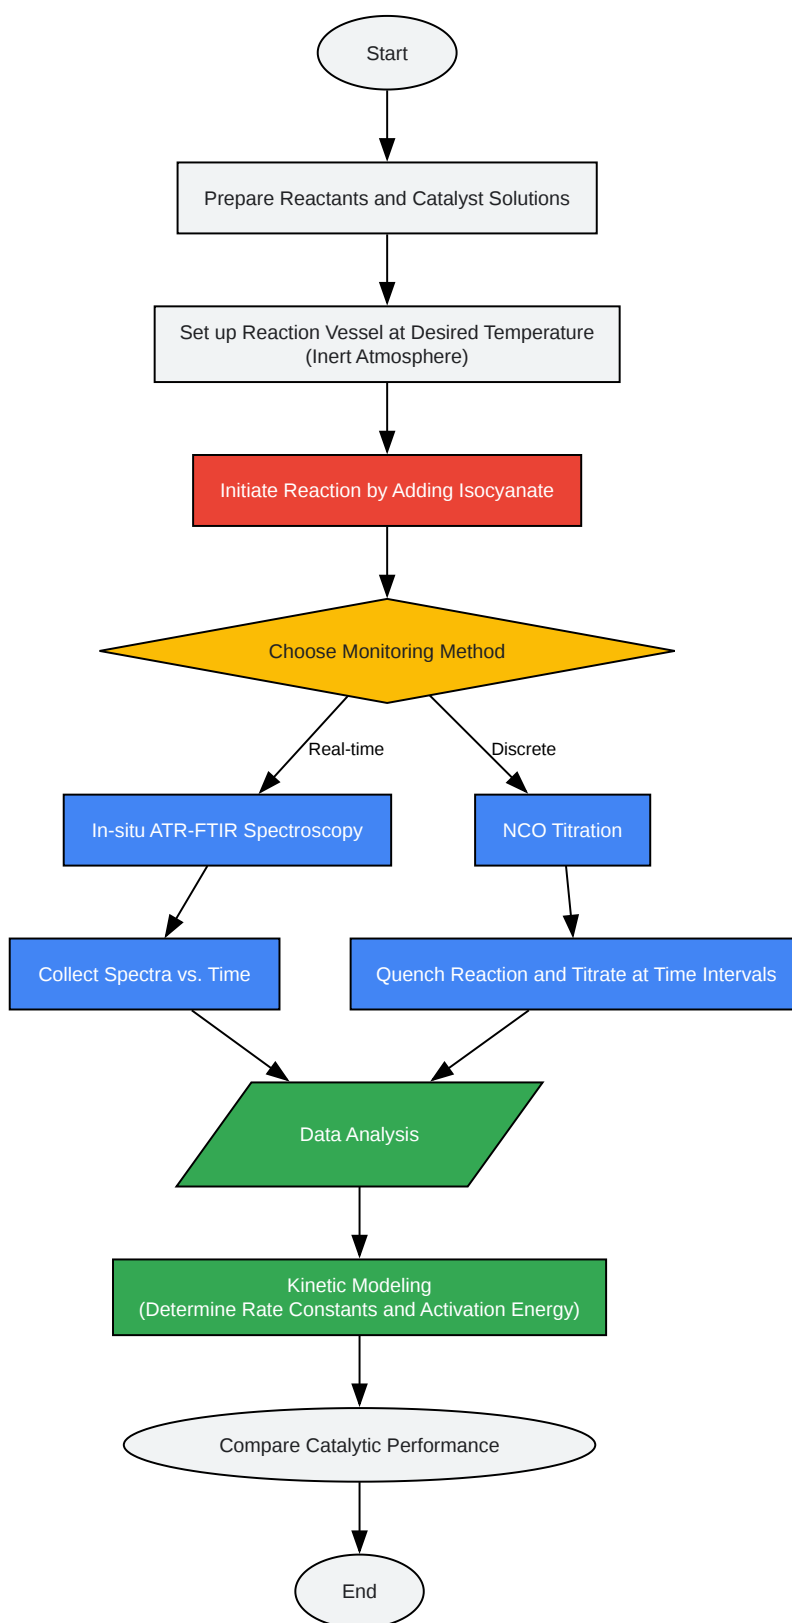 Start
Prepare Reactants and Catalyst Solutions
Set up Reaction Vessel at Desired Temperature
(Inert Atmosphere)
Initiate Reaction by Adding Isocyanate
Choose Monitoring Method
Real-time
Discrete
In-situ ATR-FTIR Spectroscopy
NCO Titration
Collect Spectra vs. Time
Quench Reaction and Titrate at Time Intervals
Data Analysis
Kinetic Modeling
(Determine Rate Constants and Activation Energy)
Compare Catalytic Performance
End